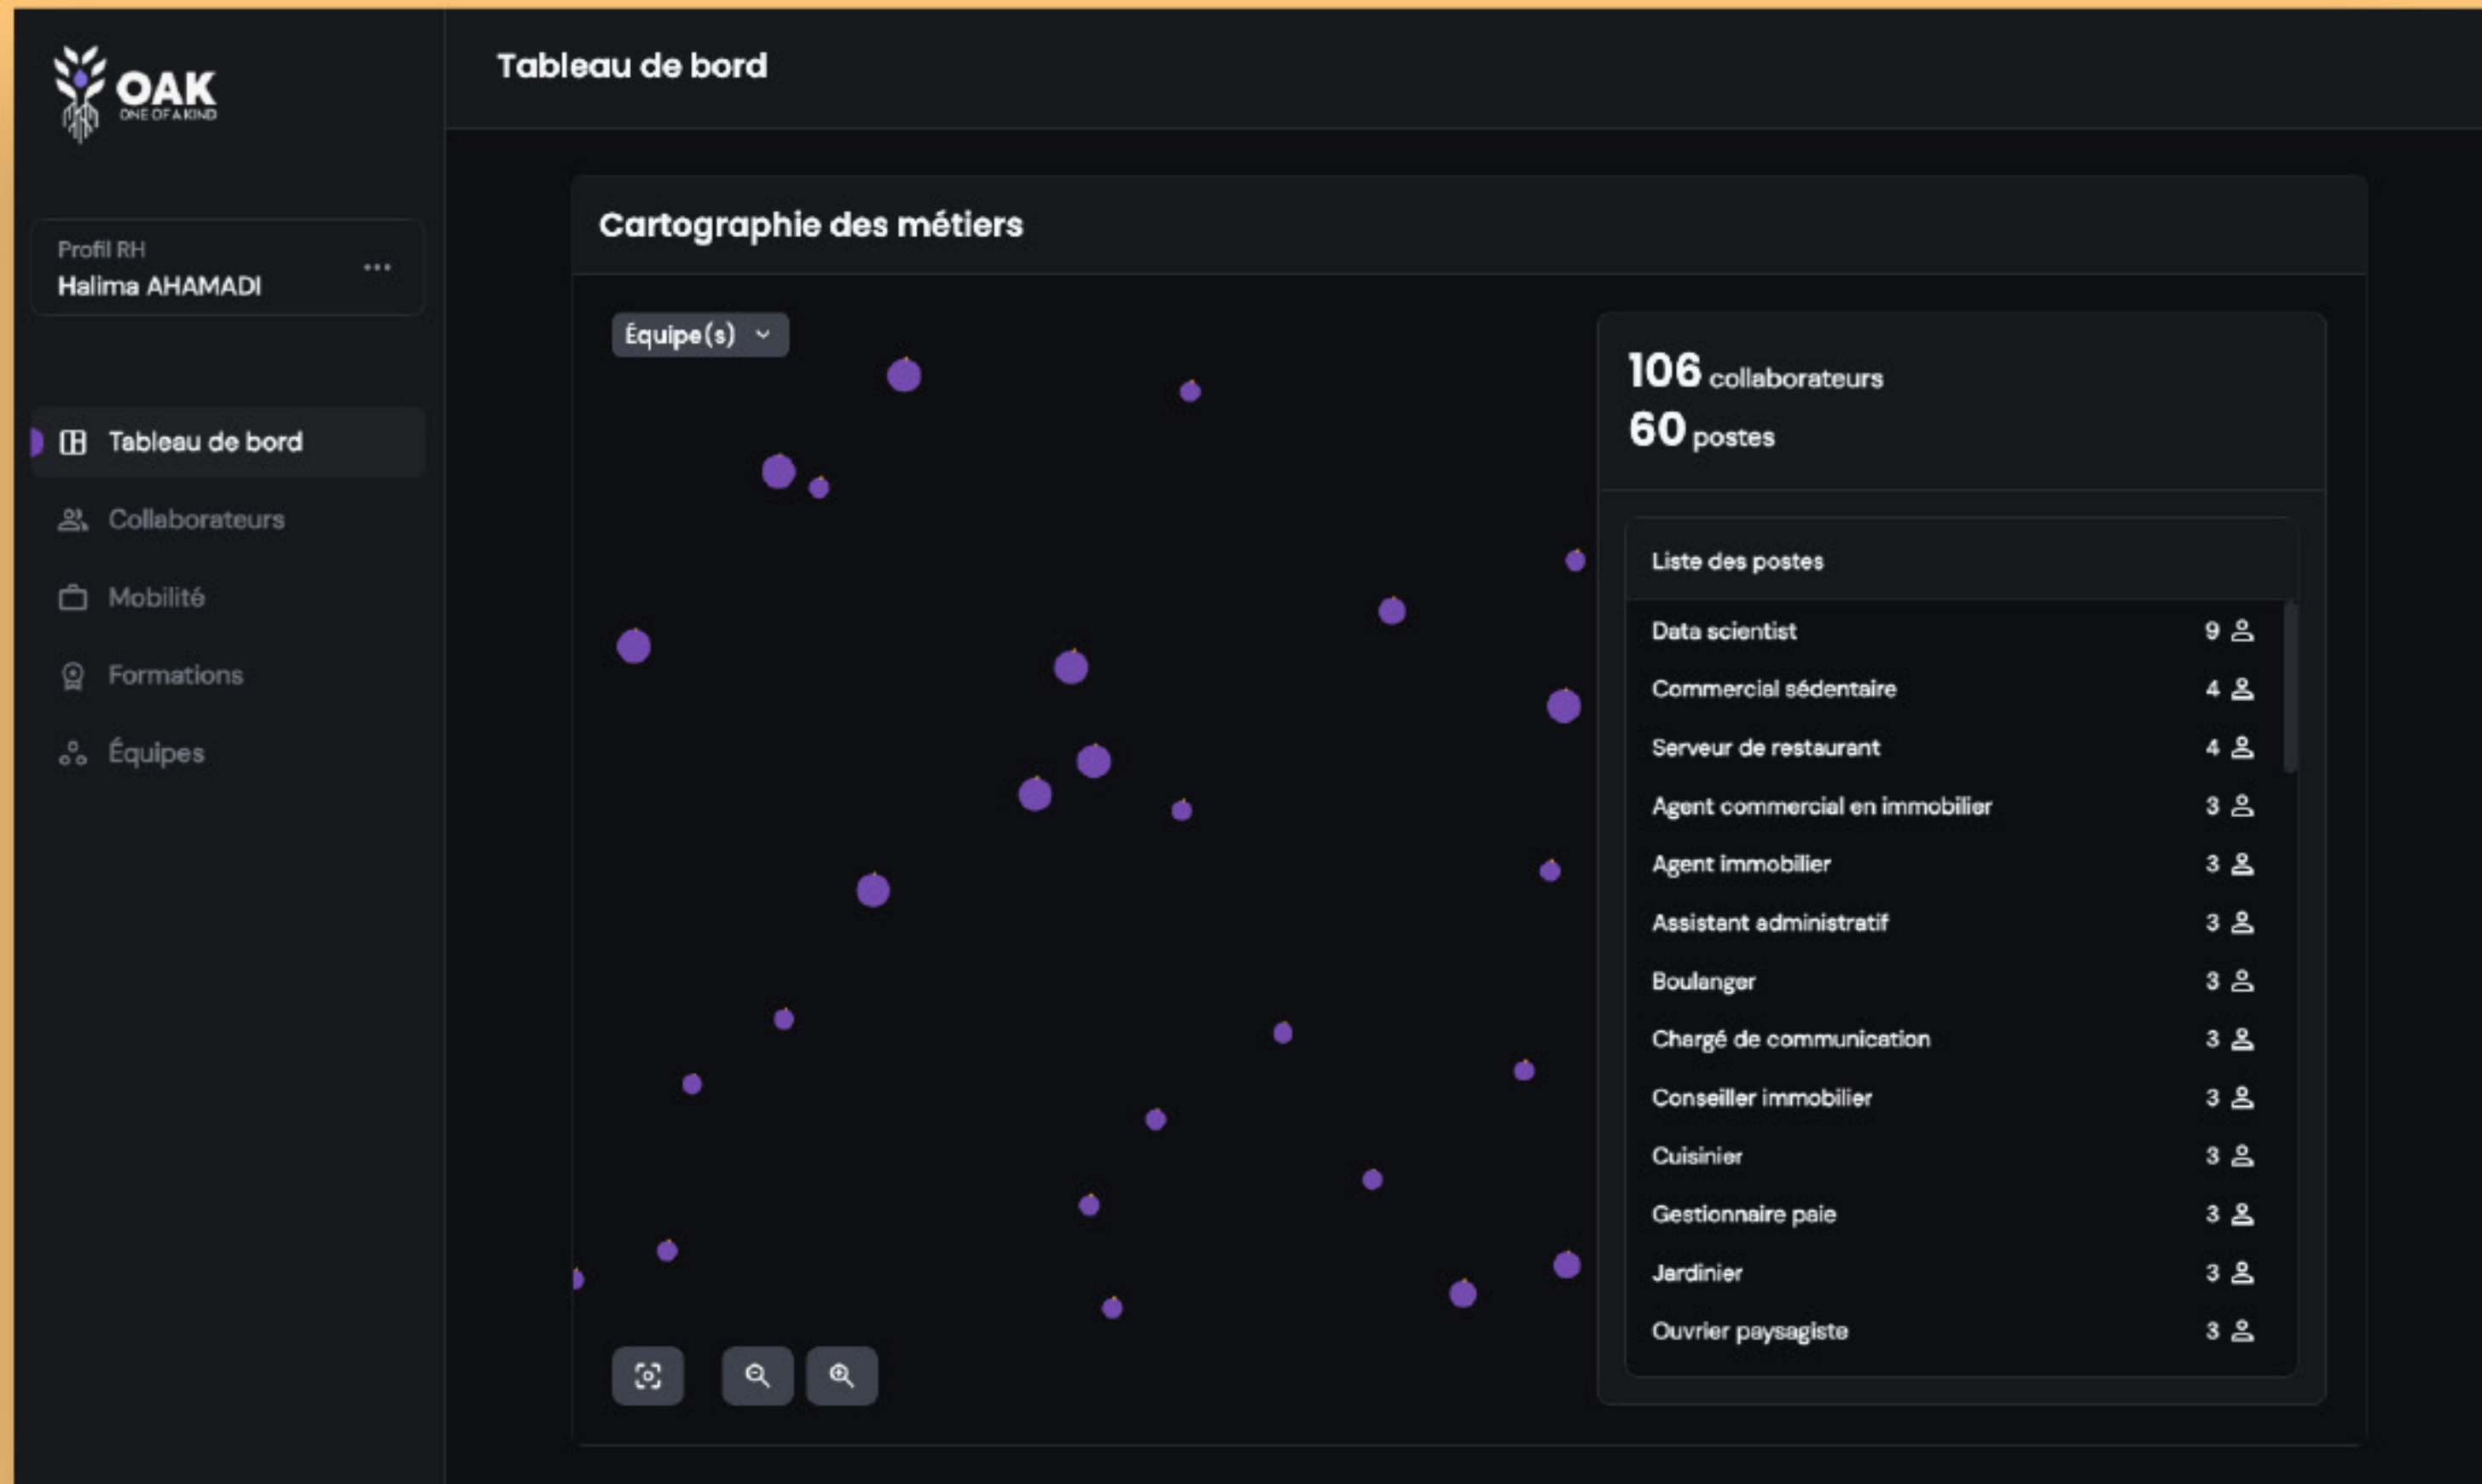 OAK
ONE OF A KIND
Tableau de bord
Profil RH
Halima AHAMADI
Tableau de bord
Collaborateurs
Mobilité
Formations
Équipes
Cartographie des métiers
Équipe(s)
106 collaborateurs
60 postes
Liste des postes
Data scientist 9
Commercial sédentaire 4
Serveur de restaurant 4
Agent commercial en immobilier 3
Agent immobilier 3
Assistant administratif 3
Boulanger 3
Chargé de communication 3
Conseiller immobilier 3
Cuisinier 3
Gestionnaire paie 3
Jardinier 3
Ouvrier paysagiste 3